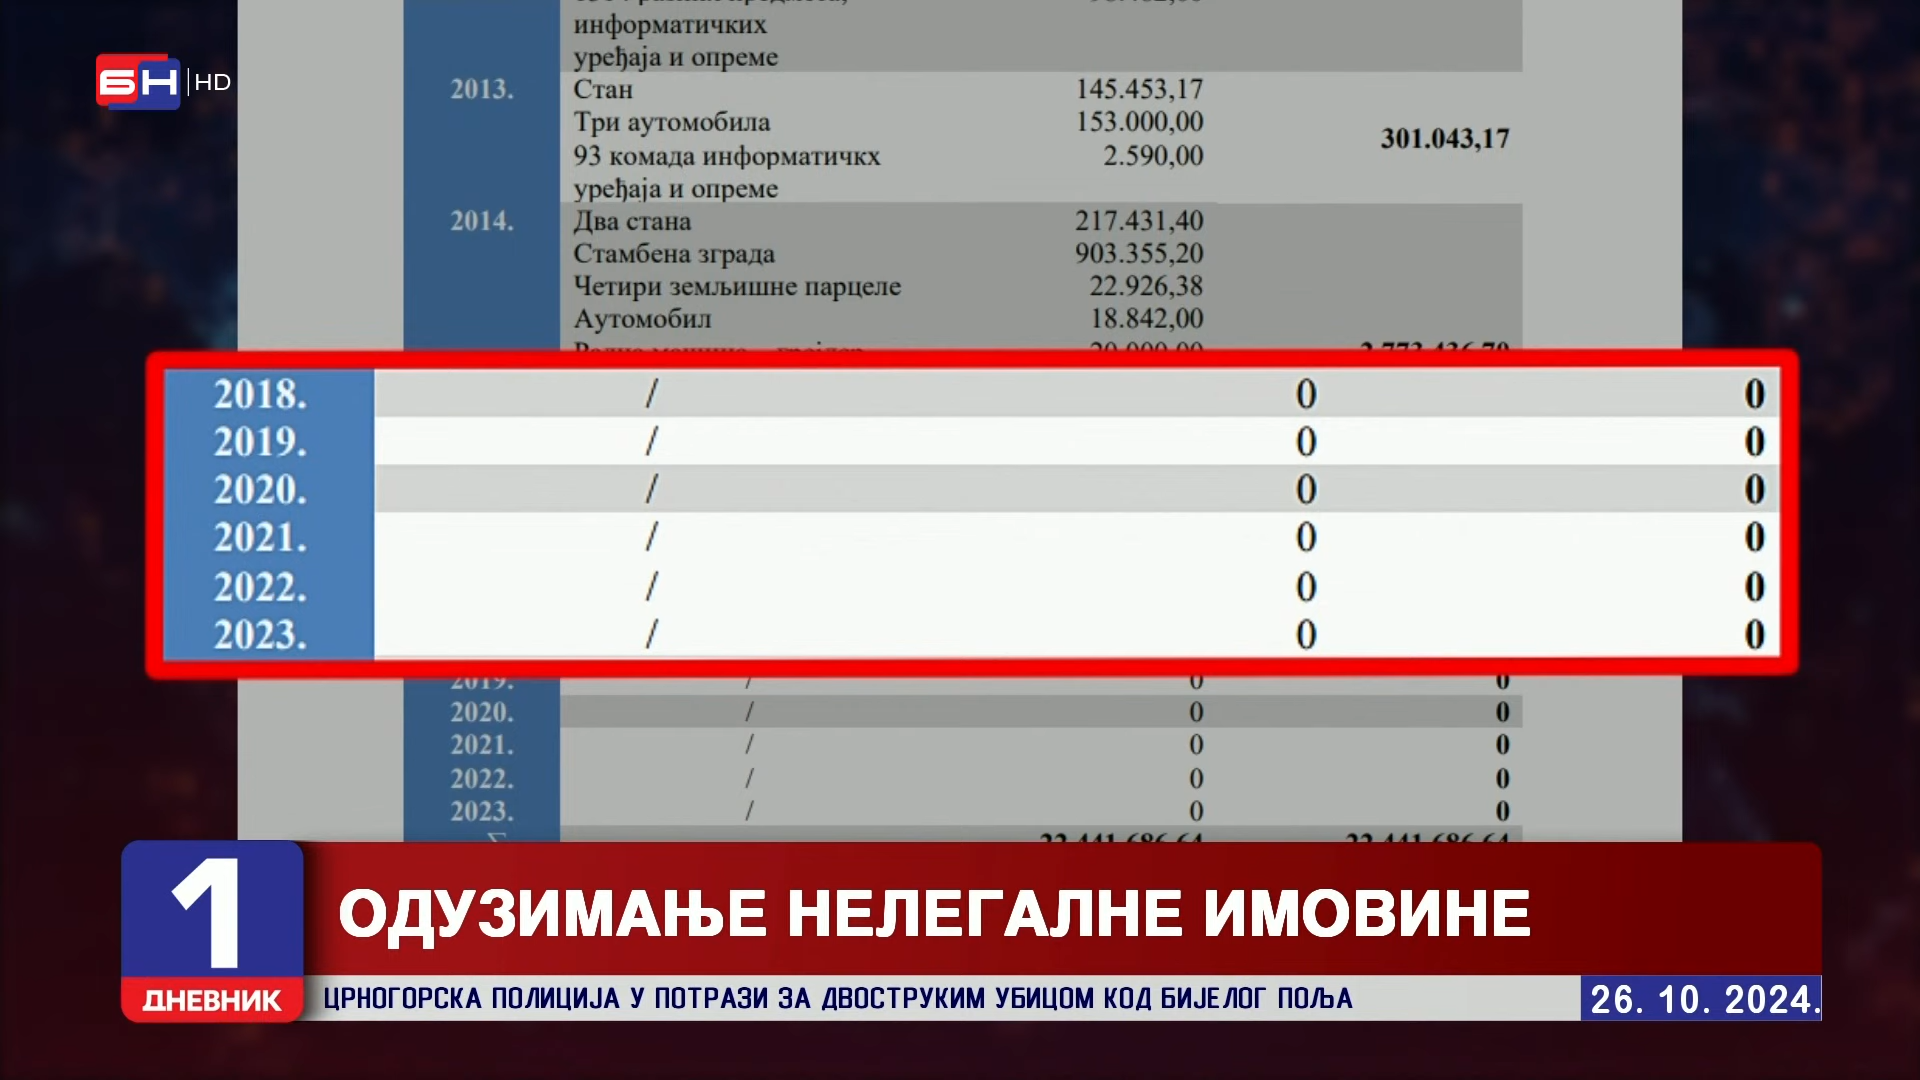 информатичких
уређаја и опреме
БН HD
2013. Стан 145.453,17
Три аутомобила 153.000,00 301.043,17
93 комада информатичкх 2.590,00
уређаја и опреме
2014. Два стана 217.431,40
Стамбена зграда 903.355,20
Четири земљишне парцеле 22.926,38
Аутомобил 18.842,00
2018. / 0 0
2019. / 0 0
2020. / 0 0
2021. / 0 0
2022. / 0 0
2023. / 0 0
2019. / 0 0
2020. / 0 0
2021. / 0 0
2022. / 0 0
2023. / 0 0
1 ОДУЗИМАЊЕ НЕЛЕГАЛНЕ ИМОВИНЕ
ДНЕВНИК ЦРНОГОРСКА ПОЛИЦИЈА У ПОТРАЗИ ЗА ДВОСТРУКИМ УБИЦОМ КОД БИЈЕЛОГ ПОЉА 26. 10. 2024.